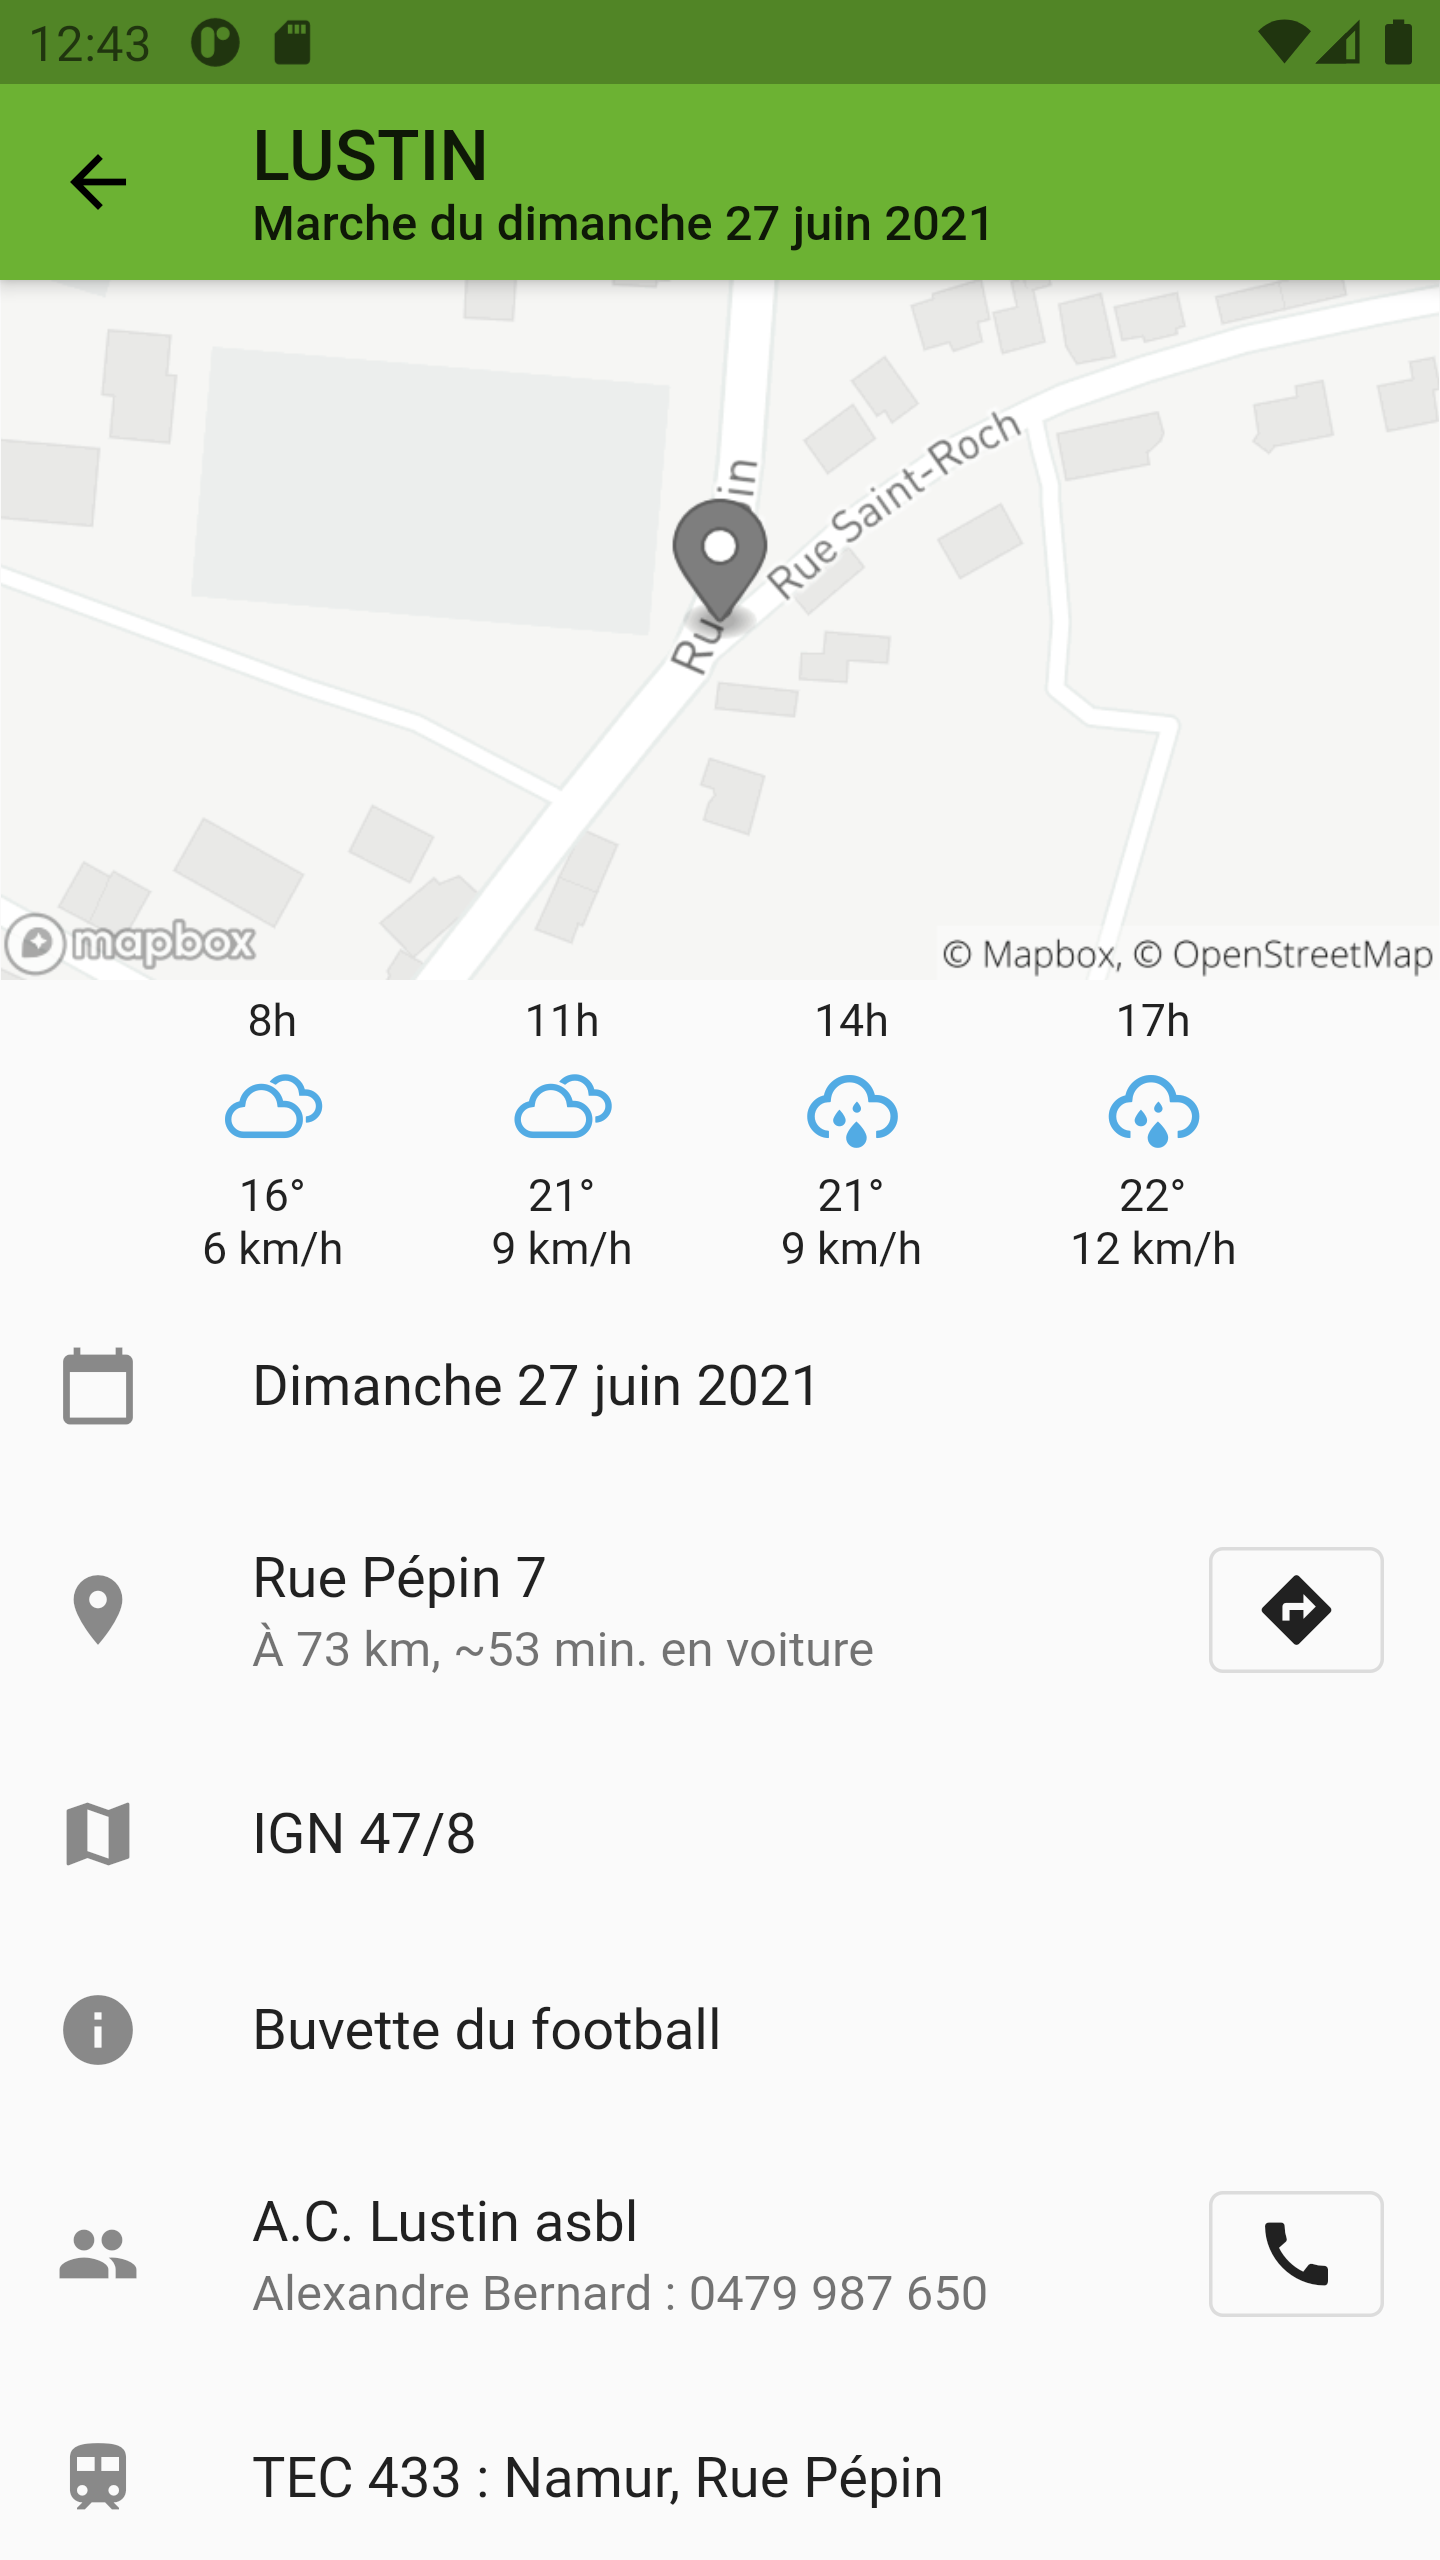 12:43
LUSTIN
Marche du dimanche 27 juin 2021
Rue Saint-Roch
mapbox
© Mapbox, © OpenStreetMap
8h 11h 14h 17h
16° 21° 21° 22°
6 km/h 9 km/h 9 km/h 12 km/h
Dimanche 27 juin 2021
Rue Pépin 7
À 73 km, ~53 min. en voiture
IGN 47/8
Buvette du football
A.C. Lustin asbl
Alexandre Bernard : 0479 987 650
TEC 433 : Namur, Rue Pépin